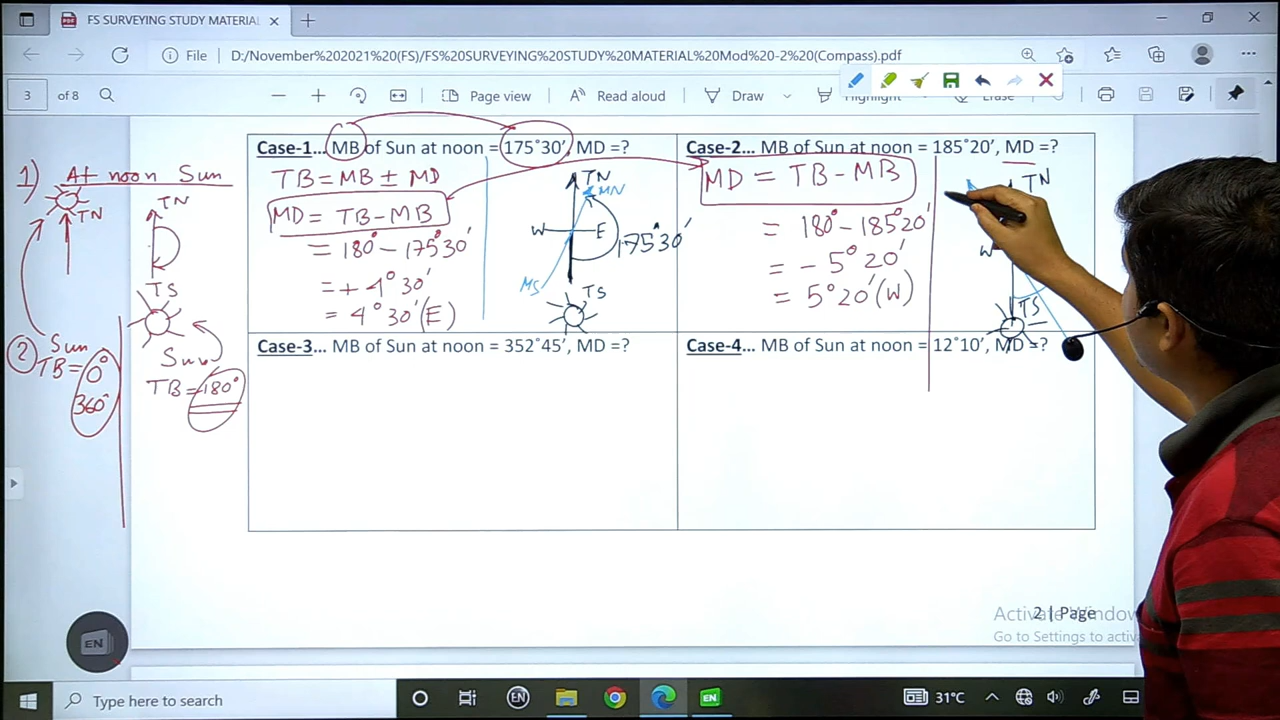 FS SURVEYING STUDY MATERIAL
File
D:/November%202021%20(FS)/FS%20SURVEYING%20STUDY%20MATERIAL%20Mod%20-2%20(Compass).pdf
3 of 8
Page view
Read aloud
Draw
Highlight
Erase
Case-1... MB of Sun at noon = 175˚30′, MD =?
TB = MB ± MD
MD = TB - MB
= 180° - 175°30′
= + 4° 30′
= 4° 30′ (E)
TN
MN
W
E
175°30′
MS
TS
Case-2... MB of Sun at noon = 185˚20′, MD =?
MD = TB - MB
= 180° - 185°20′
= - 5° 20′
= 5° 20′ (W)
TN
W
TS
Case-3... MB of Sun at noon = 352˚45′, MD =?
Case-4... MB of Sun at noon = 12˚10′, MD =?
1) At noon Sun
TN
TN
TS
Sun
TB = 180°
2 Sun
TB = 0°
360°
2 | Page
Activate Window
Go to Settings to activ
EN
Type here to search
EN
EN
31°C